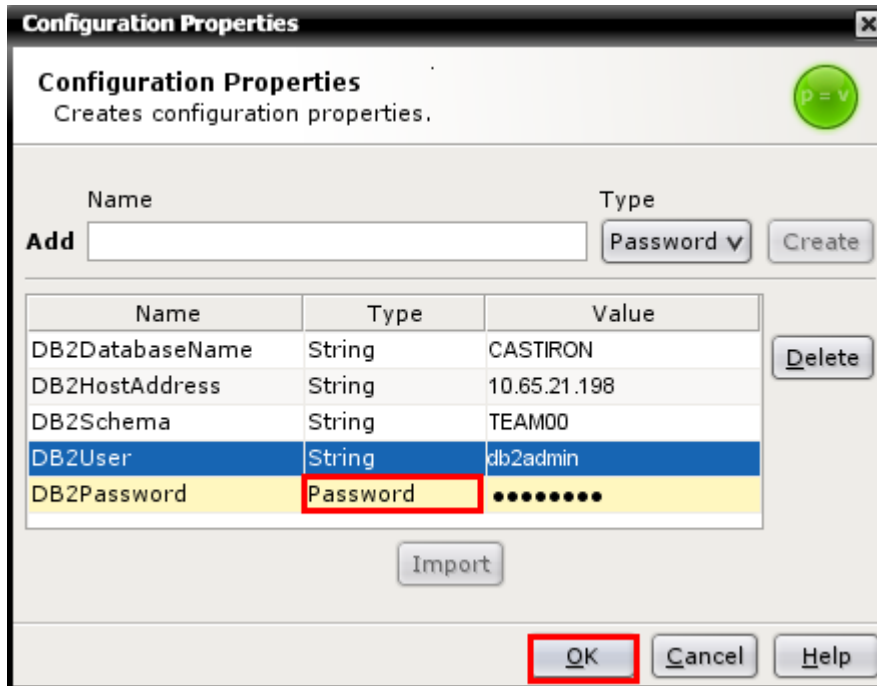 Configuration Properties
Configuration Properties
Creates configuration properties.
p = v
Name Type
Add Password Create
Name Type Value
DB2DatabaseName String CASTIRON
Delete
DB2HostAddress String 10.65.21.198
DB2Schema String TEAM00
DB2User String db2admin
DB2Password Password ●●●●●●●●
Import
OK Cancel Help